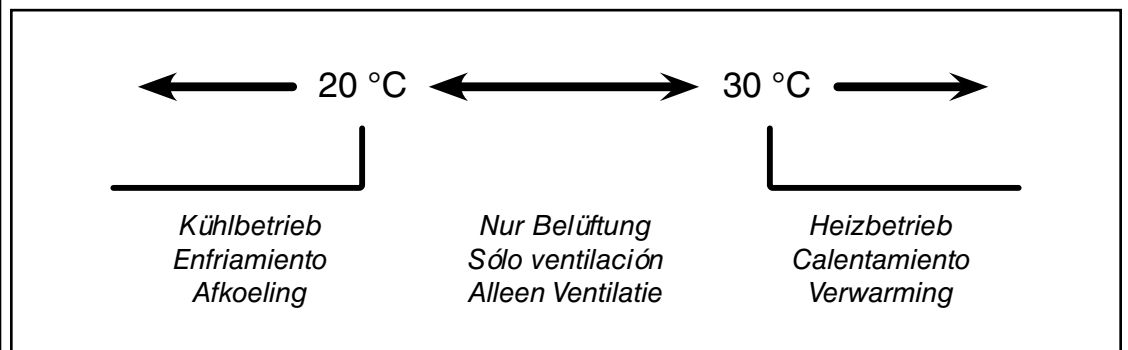 20 °C 30 °C
Kühlbetrieb Nur Belüftung Heizbetrieb
Enfriamiento Sólo ventilación Calentamiento
Afkoeling Alleen Ventilatie Verwarming